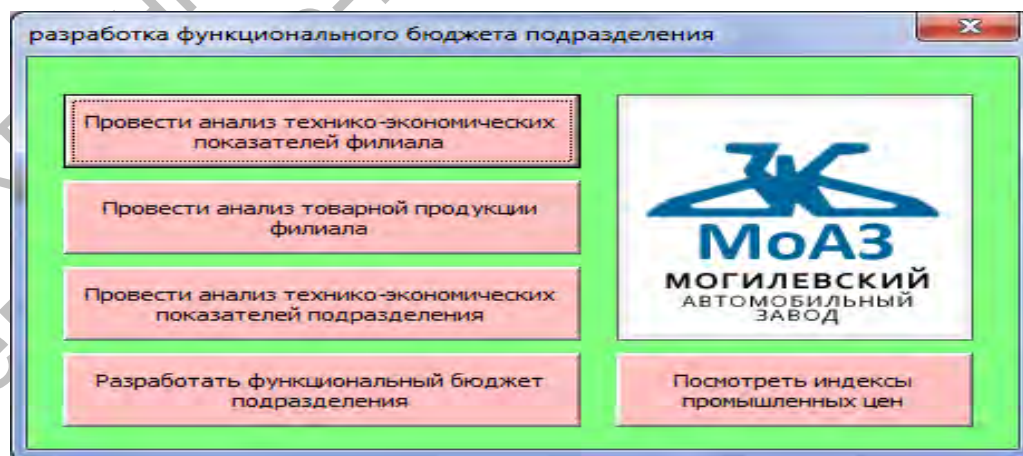 разработка функционального бюджета подразделения
Провести анализ технико-экономических
показателей филиала
Провести анализ товарной продукции
филиала
Провести анализ технико-экономических
показателей подразделения
Разработать функциональный бюджет
подразделения
МоАЗ
МОГИЛЕВСКИЙ
АВТОМОБИЛЬНЫЙ
ЗАВОД
Посмотреть индексы
промышленных цен